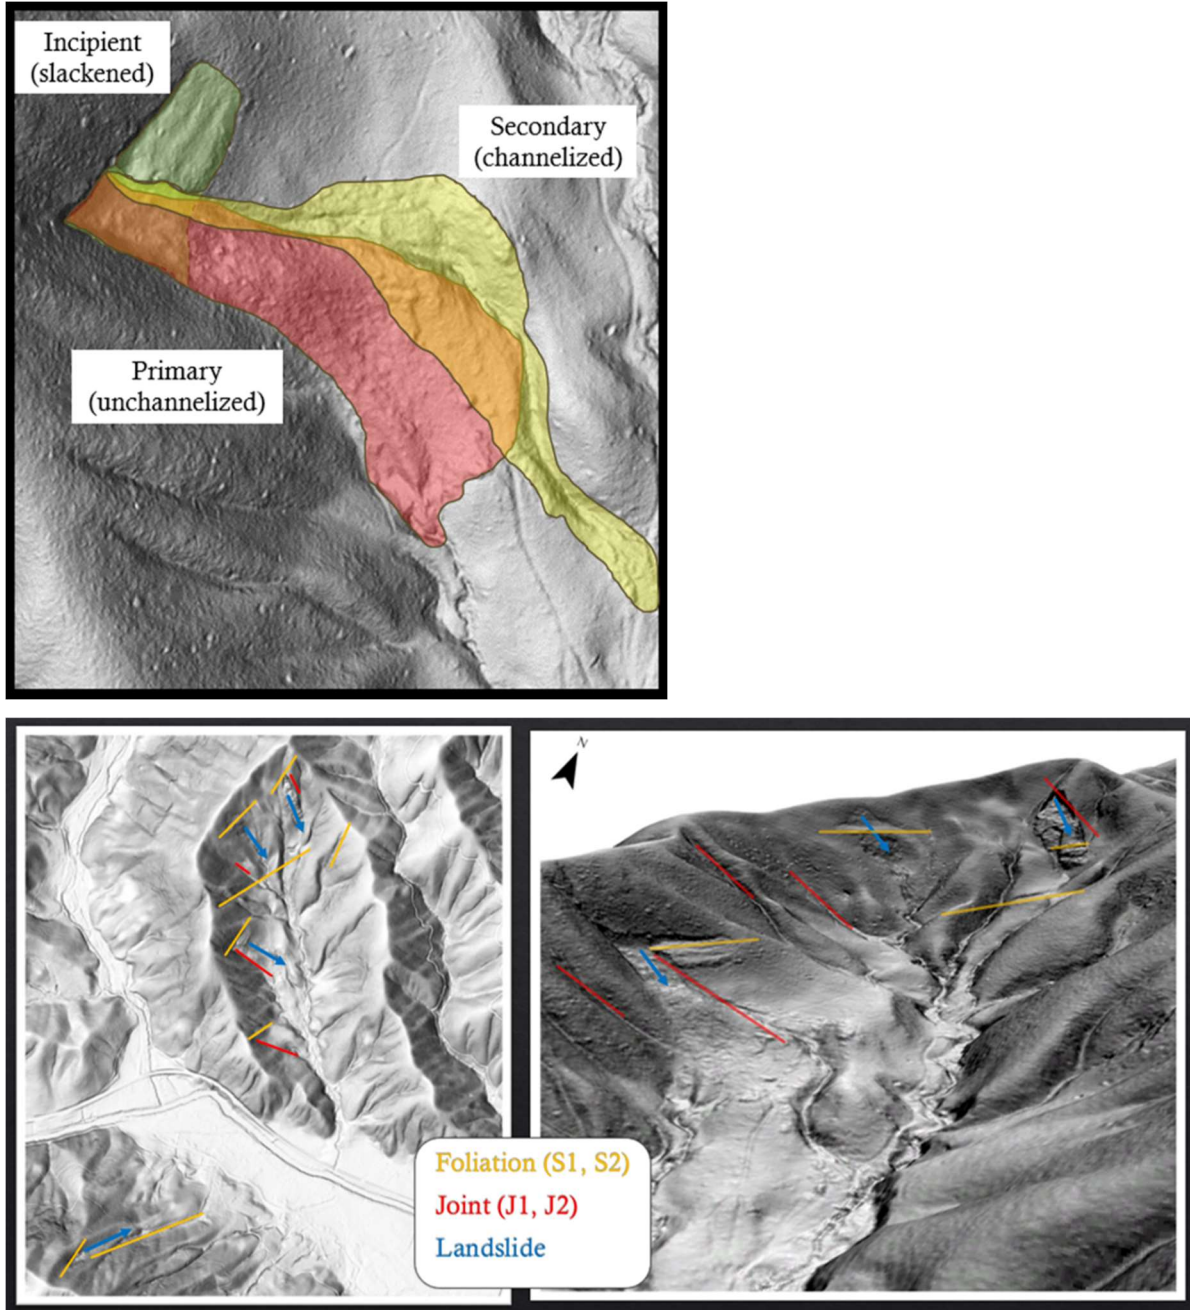 Incipient
(slackened)
Secondary
(channelized)
Primary
(unchannelized)
N
Foliation (S1, S2)
Joint (J1, J2)
Landslide